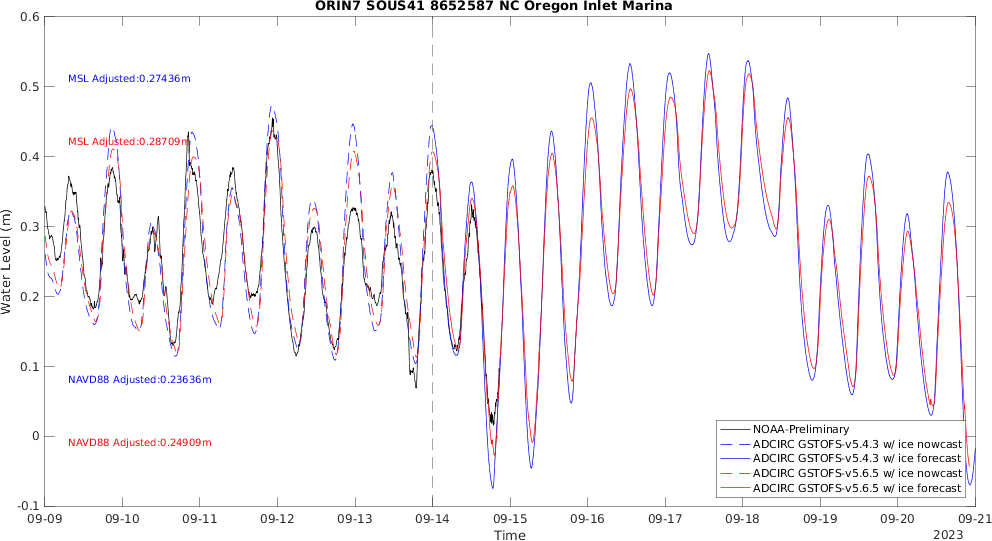 ORIN7 SOUS41 8652587 NC Oregon Inlet Marina
0.6
0.5
0.4
0.3
0.2
0.1
0
-0.1
Water Level (m)
MSL Adjusted:0.27436m
MSL Adjusted:0.28709m
NAVD88 Adjusted:0.23636m
NAVD88 Adjusted:0.24909m
NOAA-Preliminary
ADCIRC GSTOFS-v5.4.3 w/ ice nowcast
ADCIRC GSTOFS-v5.4.3 w/ ice forecast
ADCIRC GSTOFS-v5.6.5 w/ ice nowcast
ADCIRC GSTOFS-v5.6.5 w/ ice forecast
09-09 09-10 09-11 09-12 09-13 09-14 09-15 09-16 09-17 09-18 09-19 09-20 09-21
Time
2023